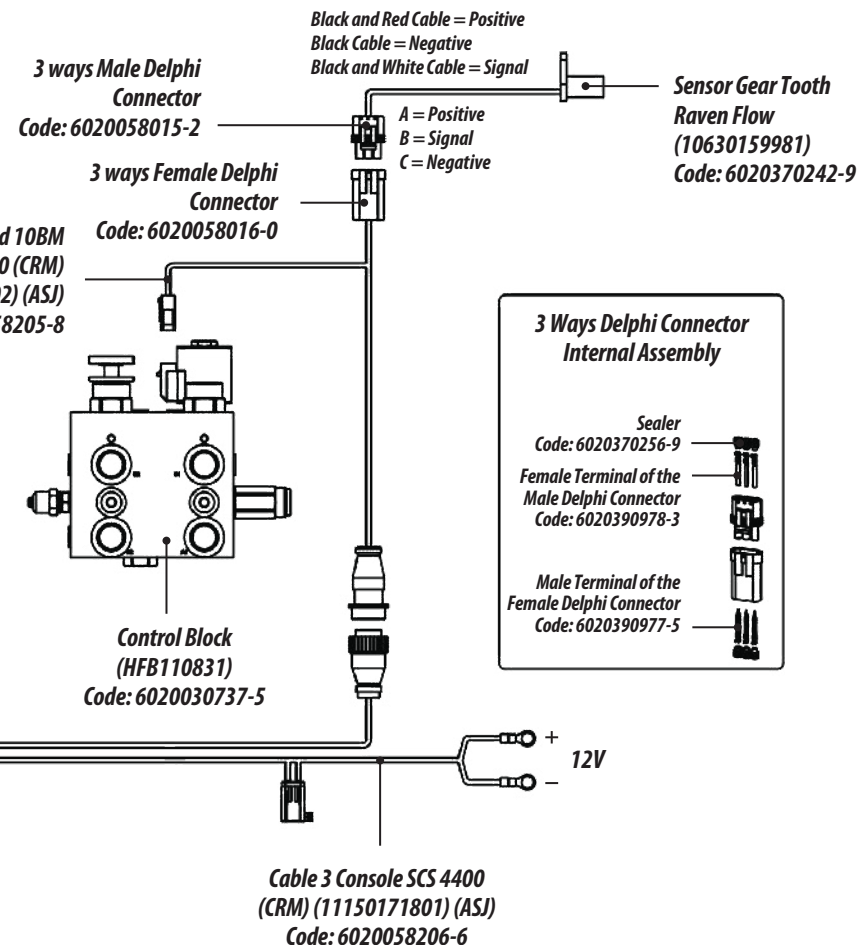 Black and Red Cable = Positive
Black Cable = Negative
Black and White Cable = Signal
3 ways Male Delphi
Connector
Code: 6020058015-2
A = Positive
B = Signal
C = Negative
Sensor Gear Tooth
Raven Flow
(10630159981)
Code: 6020370242-9
3 ways Female Delphi
Connector
Code: 6020058016-0
d 10BM
0 (CRM)
2) (ASJ)
8205-8
3 Ways Delphi Connector
Internal Assembly
Sealer
Code: 6020370256-9
Female Terminal of the
Male Delphi Connector
Code: 6020390978-3
Male Terminal of the
Female Delphi Connector
Code: 6020390977-5
Control Block
(HFB110831)
Code: 6020030737-5
+
12V
−
Cable 3 Console SCS 4400
(CRM) (11150171801) (ASJ)
Code: 6020058206-6